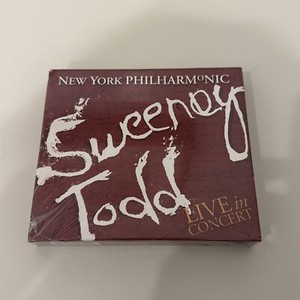 NEW YORK PHILHARMONIC
Sweeney
Todd
LIVE in
CONCERT